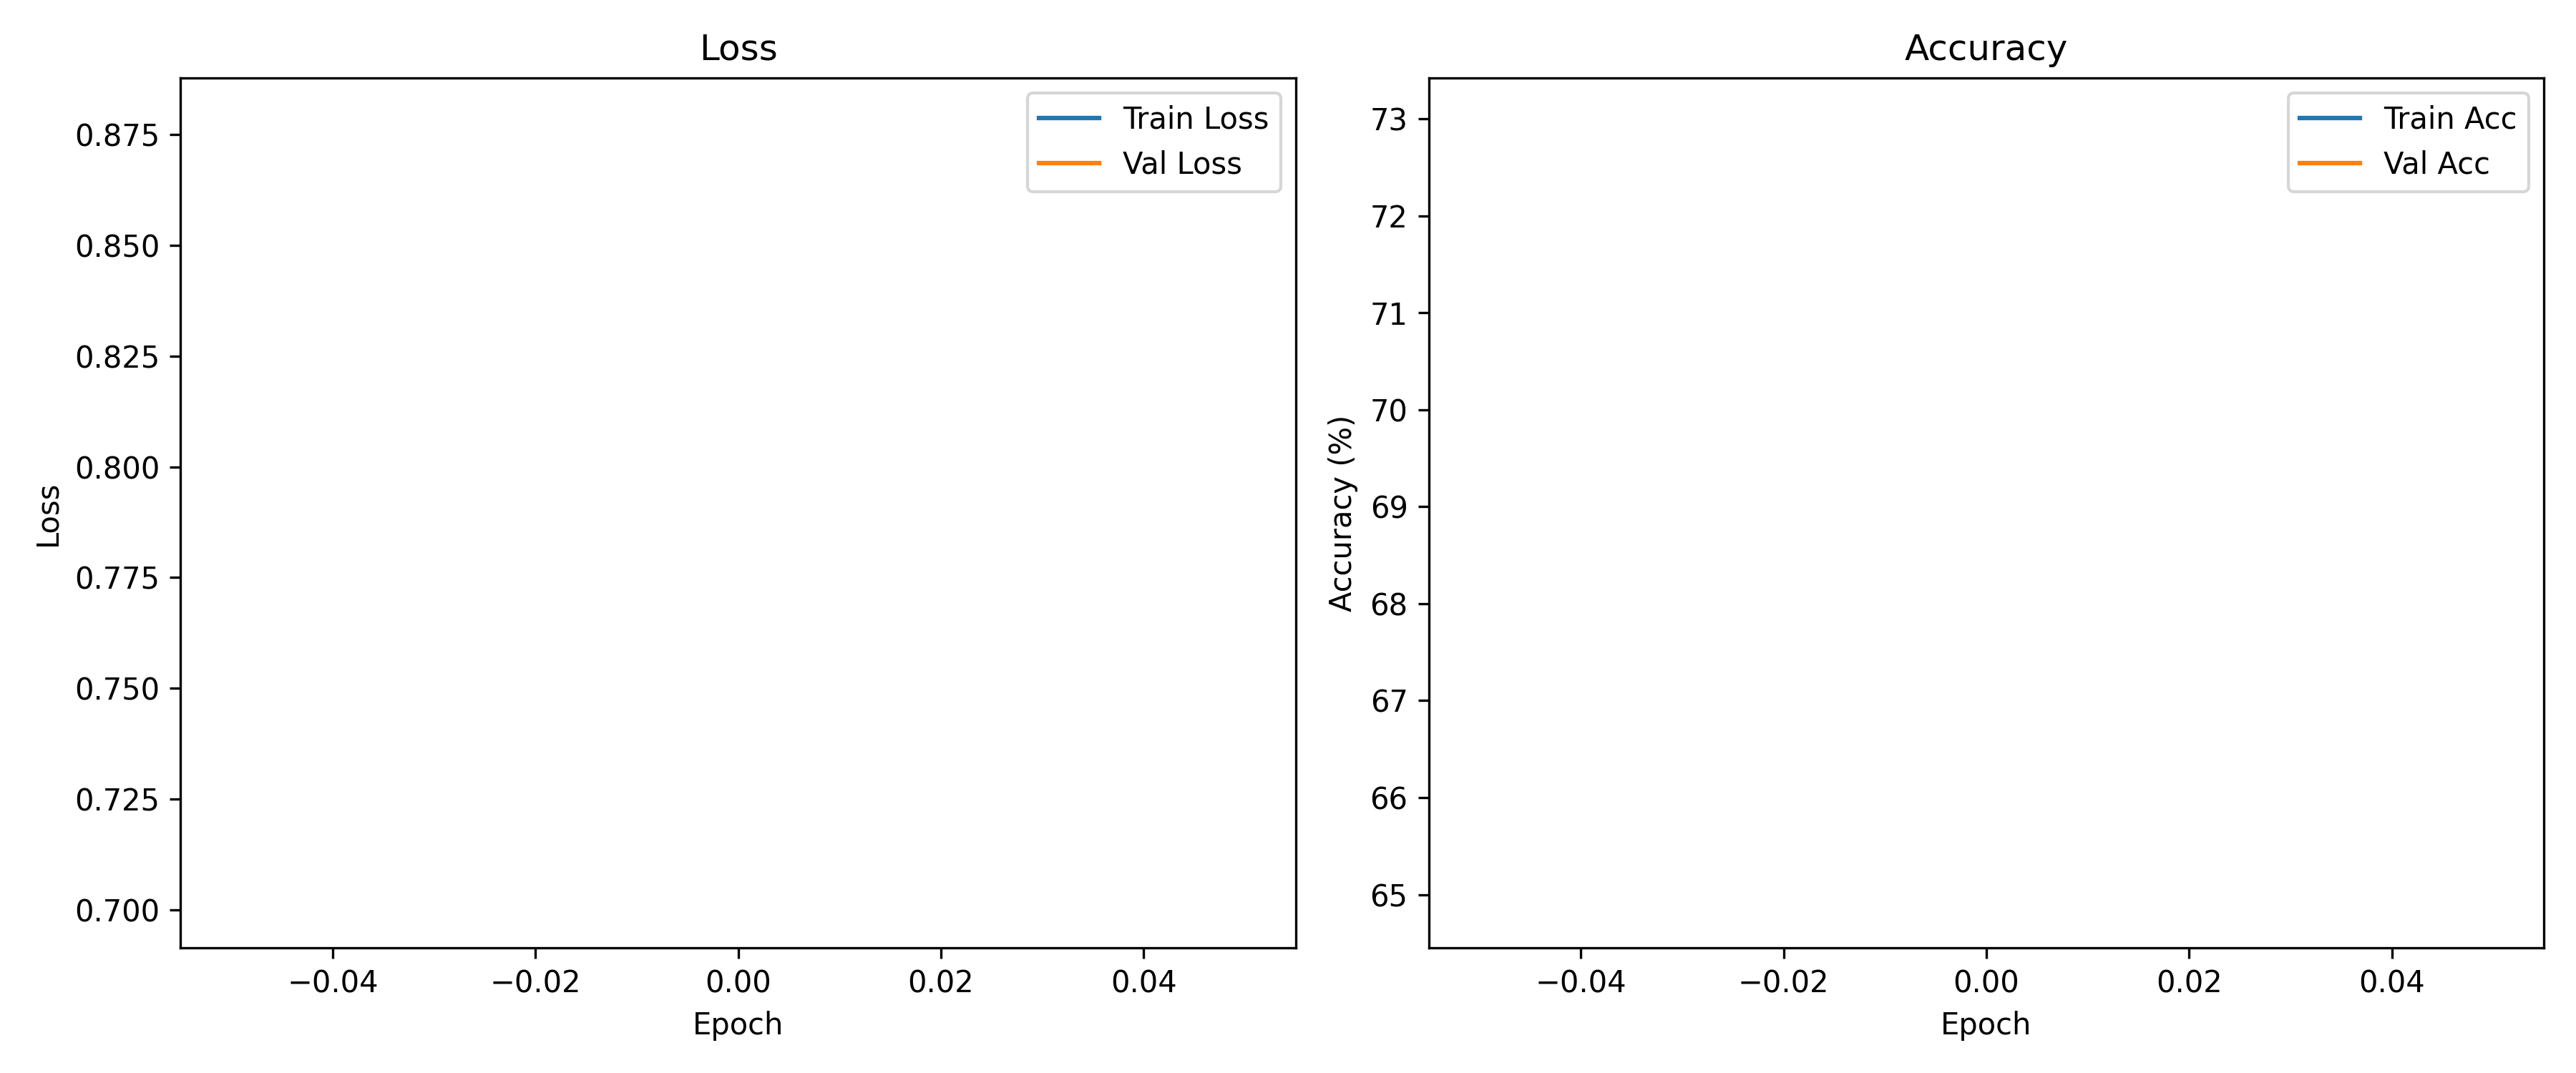 Loss
Train Loss
Val Loss
0.875
0.850
0.825
0.800
0.775
0.750
0.725
0.700
Loss
−0.04 −0.02 0.00 0.02 0.04
Epoch
Accuracy
Train Acc
Val Acc
73
72
71
70
69
68
67
66
65
Accuracy (%)
−0.04 −0.02 0.00 0.02 0.04
Epoch